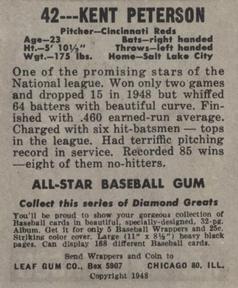 42---KENT PETERSON
Pitcher—Cincinnati Reds
Age—23 Bats—right handed
Ht.—5' 10½" Throws—left handed
Wgt.—175 lbs. Home—Salt Lake City
One of the promising stars of the
National league. Won only two games
and dropped 15 in 1948 but whiffed
64 batters with beautiful curve. Fin-
ished with .460 earned-run average.
Charged with six hit-batsmen — tops
in the league. Had terrific pitching
record in service. Recorded 85 wins
—eight of them no-hitters.
ALL-STAR BASEBALL GUM
Collect this series of Diamond Greats
You'll be proud to show your gorgeous collection of
Baseball cards in beautiful, specially-designed, 32-pg.
Album. Get it for only 5 Baseball Wrappers and 25c.
Striking color cover. Large (11" x 8½") heavy black
pages. Can display 168 different Baseball cards.
Send Wrappers and Coin to
LEAF GUM CO., Box 5907 CHICAGO 80, ILL.
Copyright 1948